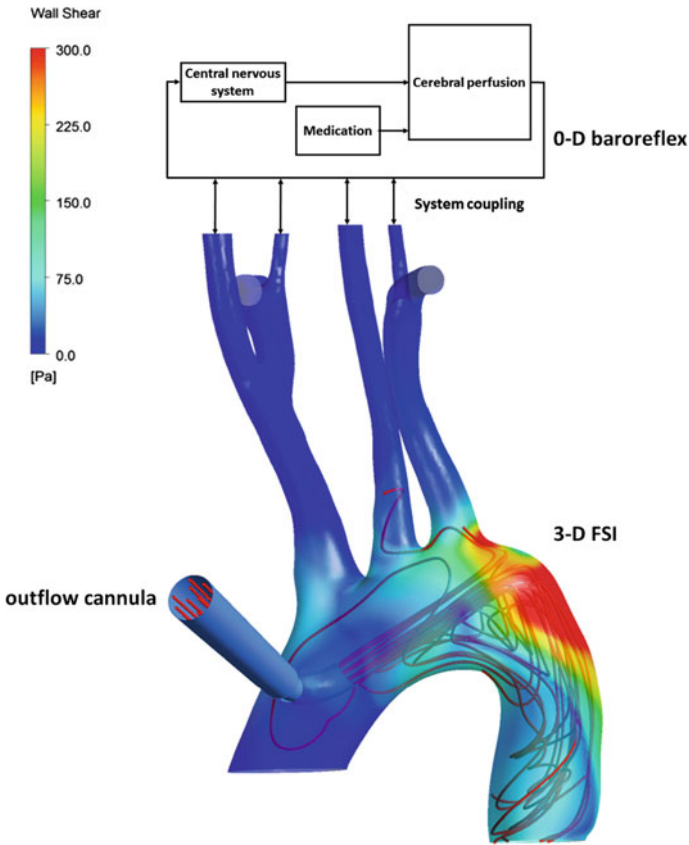 Wall Shear
300.0
225.0
150.0
75.0
0.0
[Pa]
Central nervous
system
Cerebral perfusion
Medication
0-D baroreflex
System coupling
3-D FSI
outflow cannula